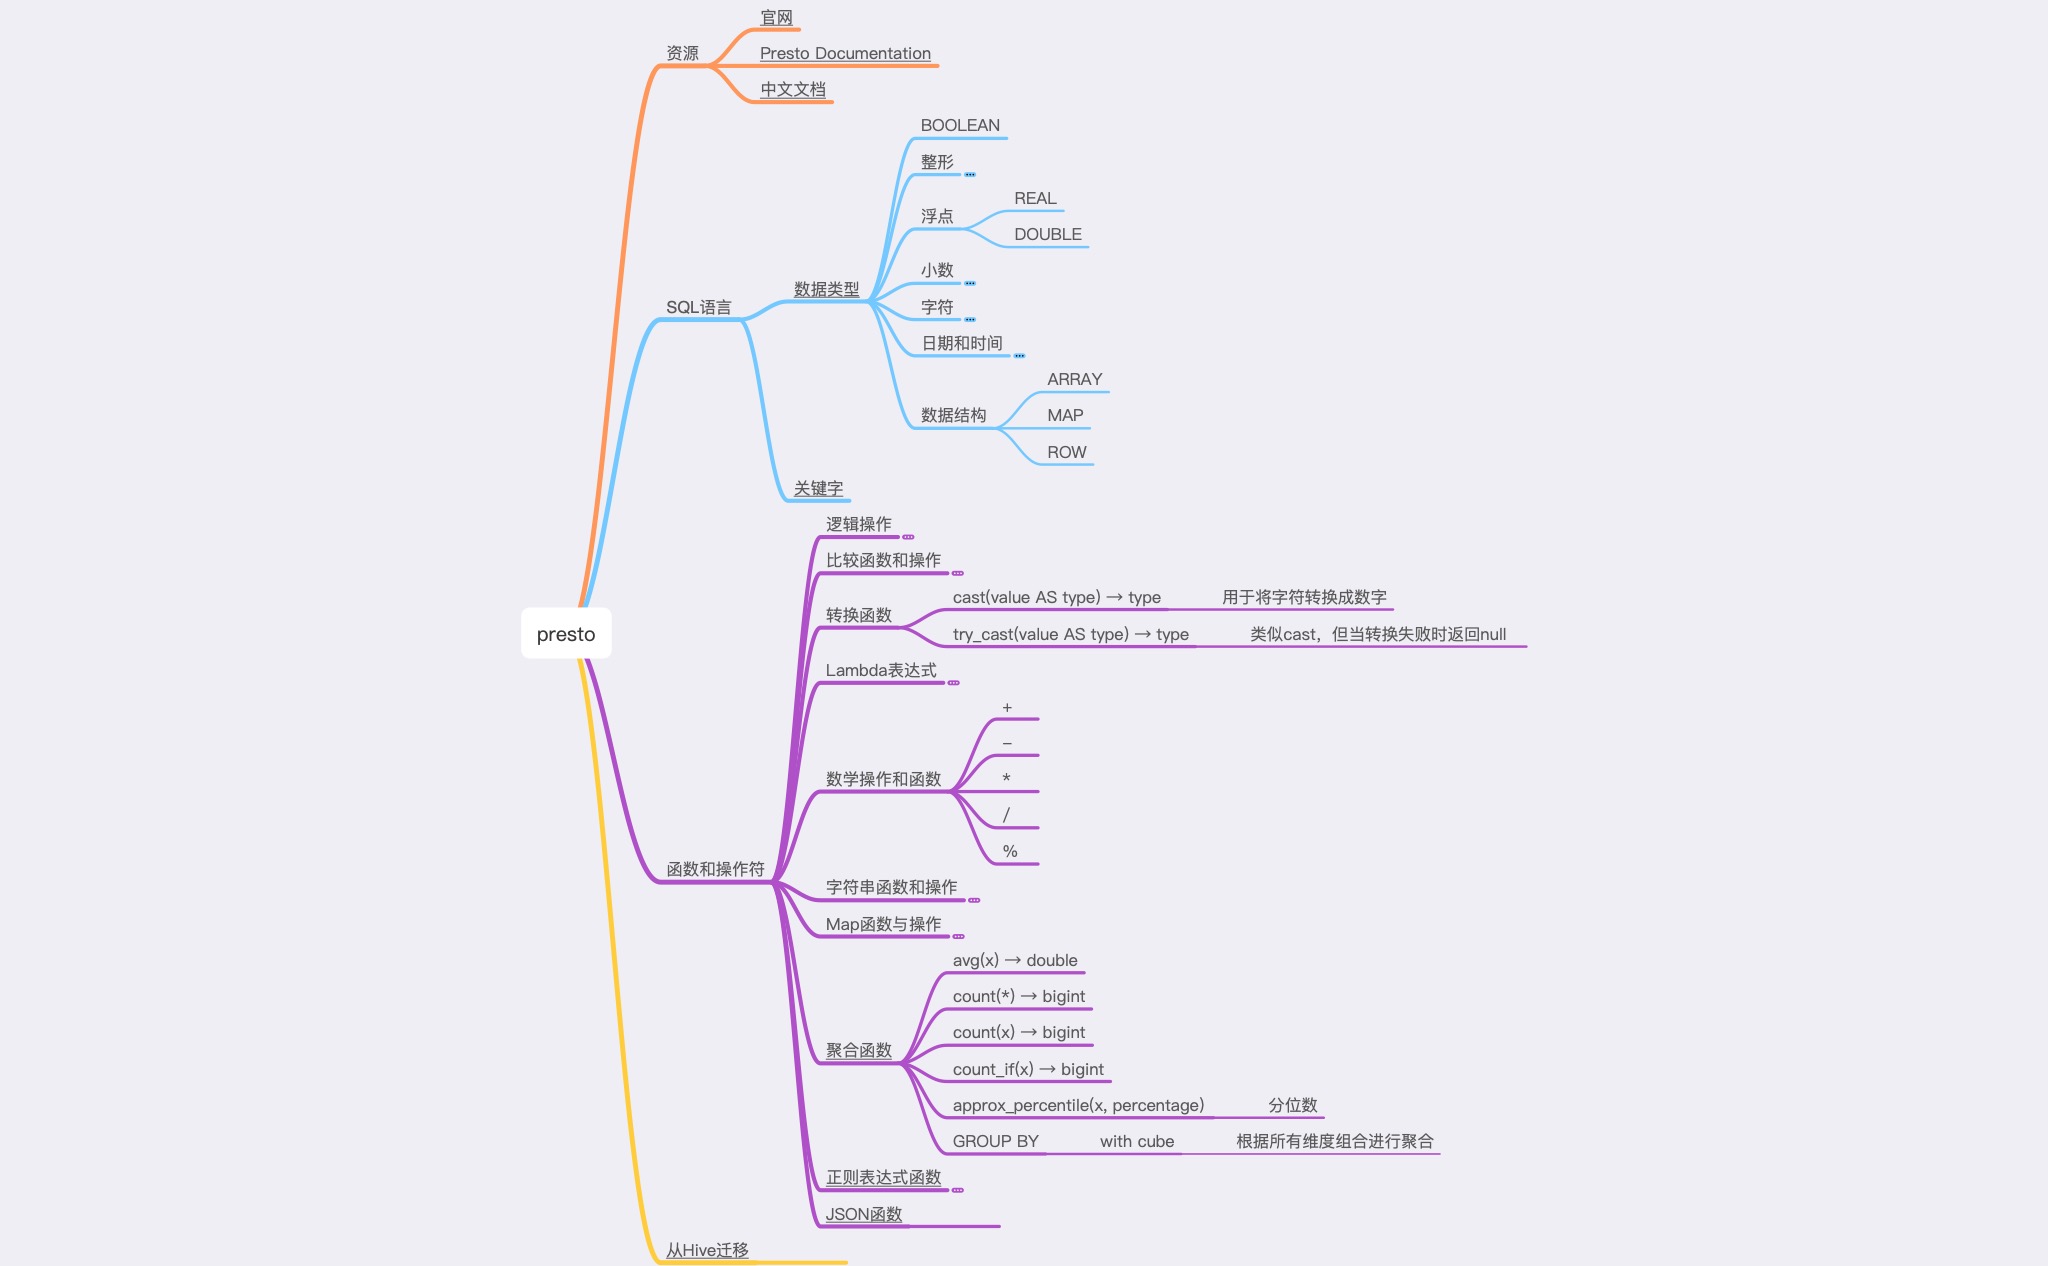 官网
资源
Presto Documentation
中文文档
BOOLEAN
整形
REAL
浮点
DOUBLE
小数
数据类型
SQL语言
字符
日期和时间
ARRAY
数据结构
MAP
ROW
关键字
逻辑操作
比较函数和操作
cast(value AS type) → type 用于将字符转换成数字
转换函数
try_cast(value AS type) → type 类似cast，但当转换失败时返回null
presto
Lambda表达式
+
-
数学操作和函数
*
/
%
函数和操作符
字符串函数和操作
Map函数与操作
avg(x) → double
count(*) → bigint
count(x) → bigint
聚合函数
count_if(x) → bigint
approx_percentile(x, percentage) 分位数
GROUP BY with cube 根据所有维度组合进行聚合
正则表达式函数
JSON函数
从Hive迁移